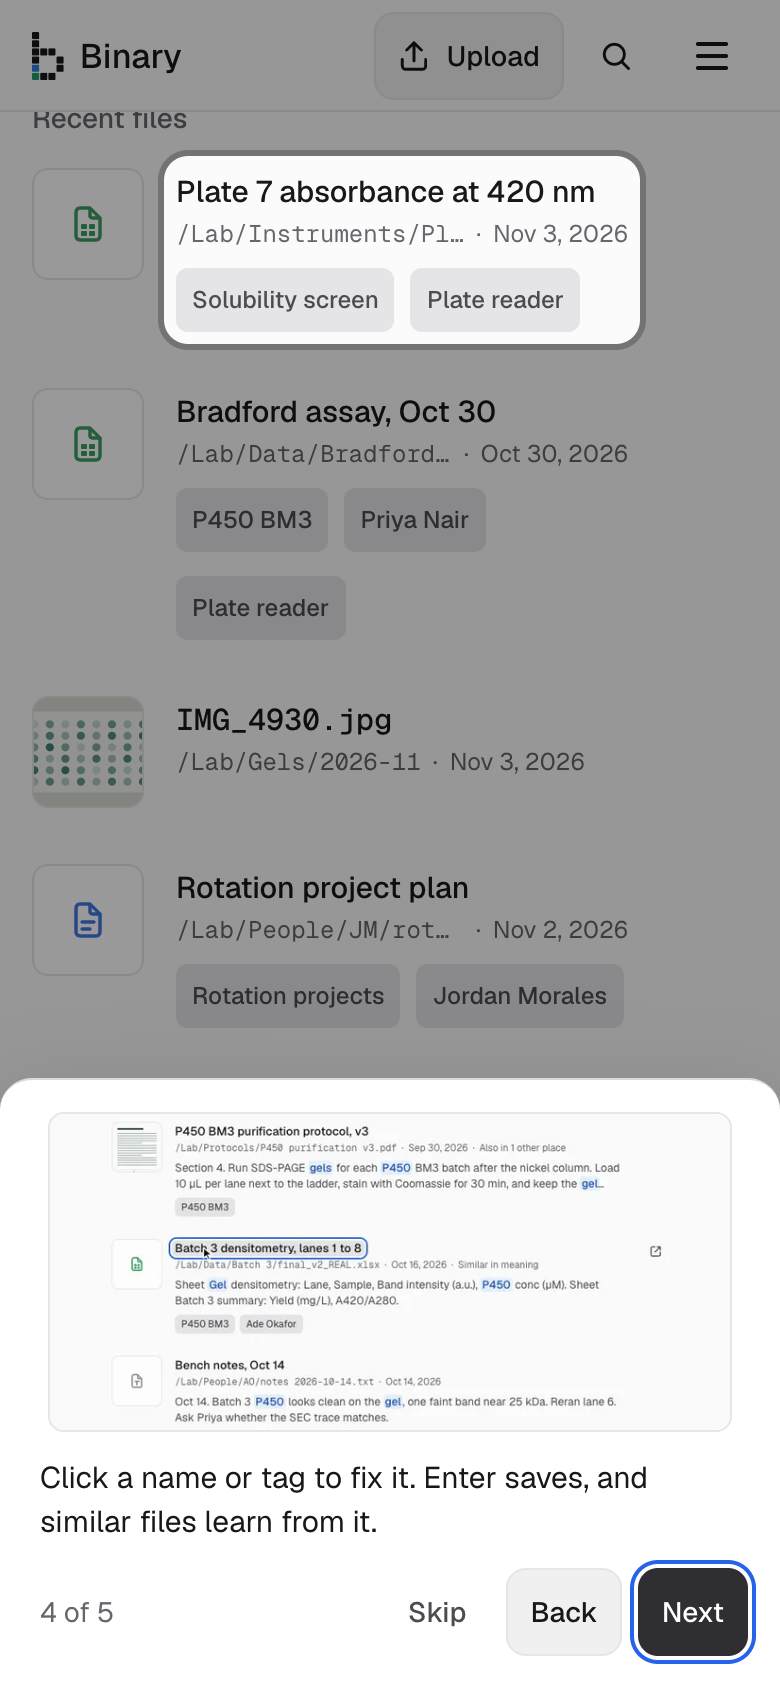 Binary
Upload
Recent files
Plate 7 absorbance at 420 nm
/Lab/Instruments/Pl… · Nov 3, 2026
Solubility screen
Plate reader
Bradford assay, Oct 30
/Lab/Data/Bradford… · Oct 30, 2026
P450 BM3
Priya Nair
Plate reader
IMG_4930.jpg
/Lab/Gels/2026-11 · Nov 3, 2026
Rotation project plan
/Lab/People/JM/rot… · Nov 2, 2026
Rotation projects
Jordan Morales
P450 BM3 purification protocol, v3
/Lab/Protocols/P450 purification v3.pdf · Sep 30, 2026 · Also in 1 other place
Section 4. Run SDS-PAGE gels for each P450 BM3 batch after the nickel column. Load
10 µL per lane next to the ladder, stain with Coomassie for 30 min, and keep the gel…
P450 BM3
Batch 3 densitometry, lanes 1 to 8
/Lab/Data/Batch 3/final_v2_REAL.xlsx · Oct 16, 2026 · Similar in meaning
Sheet Gel densitometry: Lane, Sample, Band intensity (a.u.), P450 conc (µM). Sheet
Batch 3 summary: Yield (mg/L), A420/A280.
P450 BM3
Ade Okafor
Bench notes, Oct 14
/Lab/People/AO/notes 2026-10-14.txt · Oct 14, 2026
Oct 14. Batch 3 P450 looks clean on the gel, one faint band near 25 kDa. Reran lane 6.
Ask Priya whether the SEC trace matches.
Click a name or tag to fix it. Enter saves, and
similar files learn from it.
4 of 5
Skip
Back
Next